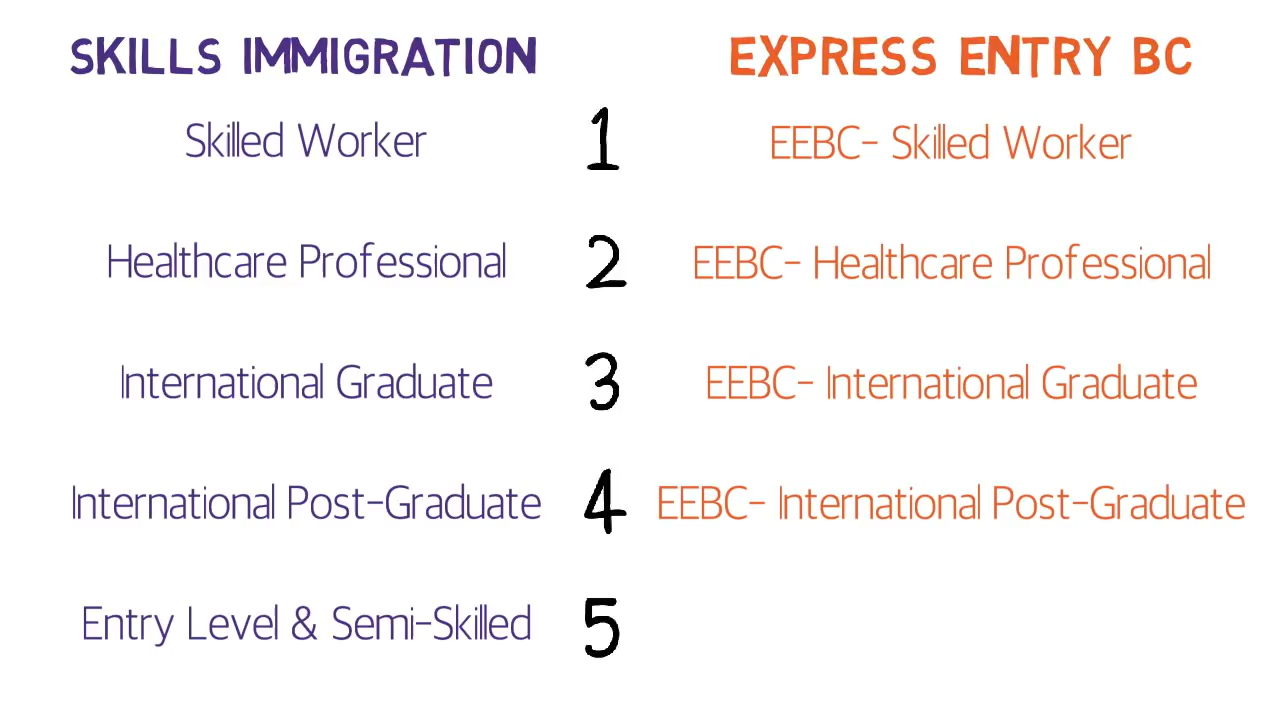 SKILLS IMMIGRATION EXPRESS ENTRY BC
Skilled Worker 1 EEBC- Skilled Worker
Healthcare Professional 2 EEBC- Healthcare Professional
International Graduate 3 EEBC- International Graduate
International Post-Graduate 4 EEBC- International Post-Graduate
Entry Level & Semi-Skilled 5